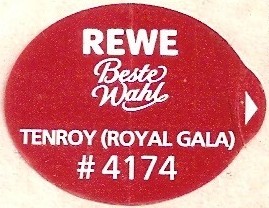 REWE
Beste
Wahl
TENROY (ROYAL GALA)
# 4174